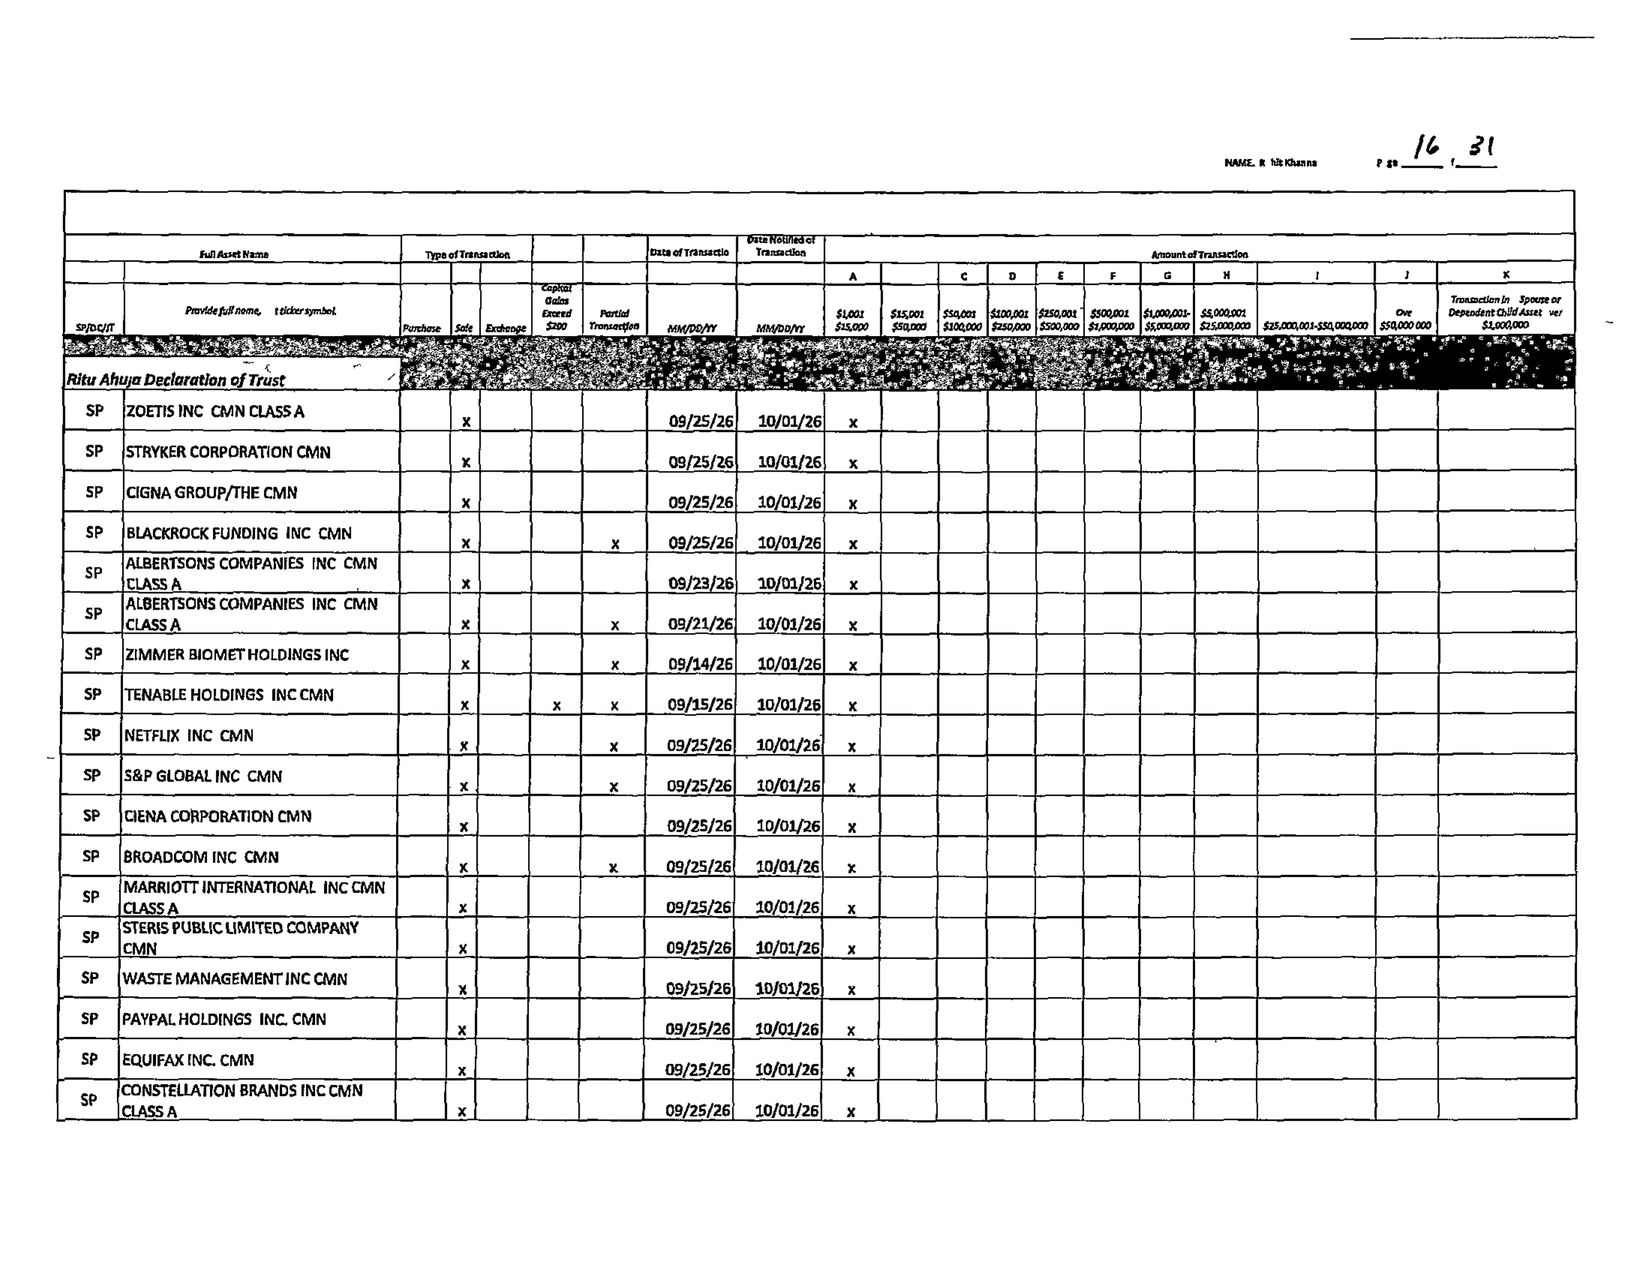 16 31
NAME. R hit Khanna P ge f
Full Asset Name Type of Transaction Date of Transactio Date Notified of Transaction Amount of Transaction
A C D E F G H I J K
SP/DC/JT Provide full name, t ticker symbol. Purchase Sale Exchange Capital Gains Exceed $200 Partial Transaction MM/DD/YY MM/DD/YY $1,001 $15,000 $15,001 $50,000 $50,001 $100,000 $100,001 $250,000 $250,001 $500,000 $500,001 $1,000,000 $1,000,001- $5,000,000 $5,000,001 $25,000,000 $25,000,001-$50,000,000 Ove $50,000 000 Transaction in Spouse or Dependent Child Asset ver $1,000,000
Ritu Ahuja Declaration of Trust
SP ZOETIS INC CMN CLASS A x 09/25/26 10/01/26 x
SP STRYKER CORPORATION CMN x 09/25/26 10/01/26 x
SP CIGNA GROUP/THE CMN x 09/25/26 10/01/26 x
SP BLACKROCK FUNDING INC CMN x x 09/25/26 10/01/26 x
SP ALBERTSONS COMPANIES INC CMN CLASS A x 09/23/26 10/01/26 x
SP ALBERTSONS COMPANIES INC CMN CLASS A x x 09/21/26 10/01/26 x
SP ZIMMER BIOMET HOLDINGS INC x x 09/14/26 10/01/26 x
SP TENABLE HOLDINGS INC CMN x x x 09/15/26 10/01/26 x
SP NETFLIX INC CMN x x 09/25/26 10/01/26 x
SP S&P GLOBAL INC CMN x x 09/25/26 10/01/26 x
SP CIENA CORPORATION CMN x 09/25/26 10/01/26 x
SP BROADCOM INC CMN x x 09/25/26 10/01/26 x
SP MARRIOTT INTERNATIONAL INC CMN CLASS A x 09/25/26 10/01/26 x
SP STERIS PUBLIC LIMITED COMPANY CMN x 09/25/26 10/01/26 x
SP WASTE MANAGEMENT INC CMN x 09/25/26 10/01/26 x
SP PAYPAL HOLDINGS INC. CMN x 09/25/26 10/01/26 x
SP EQUIFAX INC. CMN x 09/25/26 10/01/26 x
SP CONSTELLATION BRANDS INC CMN CLASS A x 09/25/26 10/01/26 x